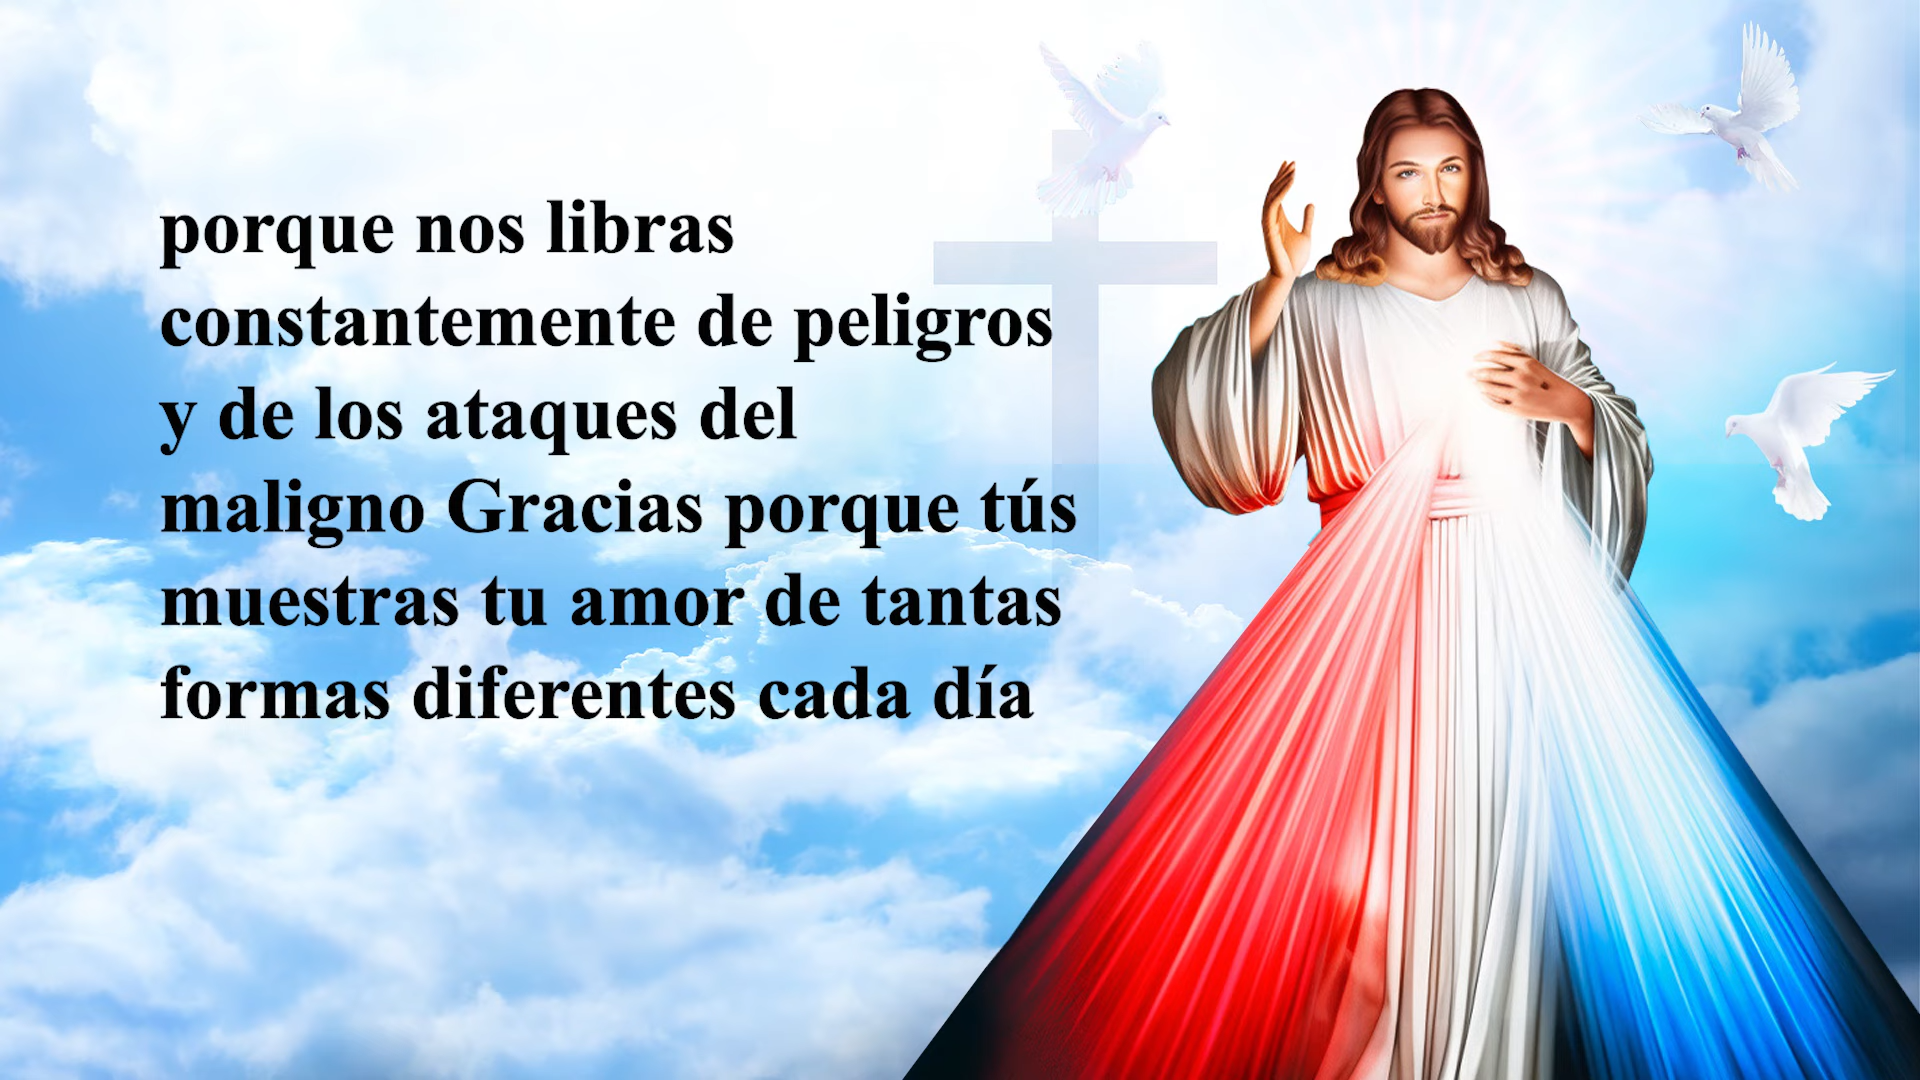 porque nos libras
constantemente de peligros
y de los ataques del
maligno Gracias porque tús
muestras tu amor de tantas
formas diferentes cada día